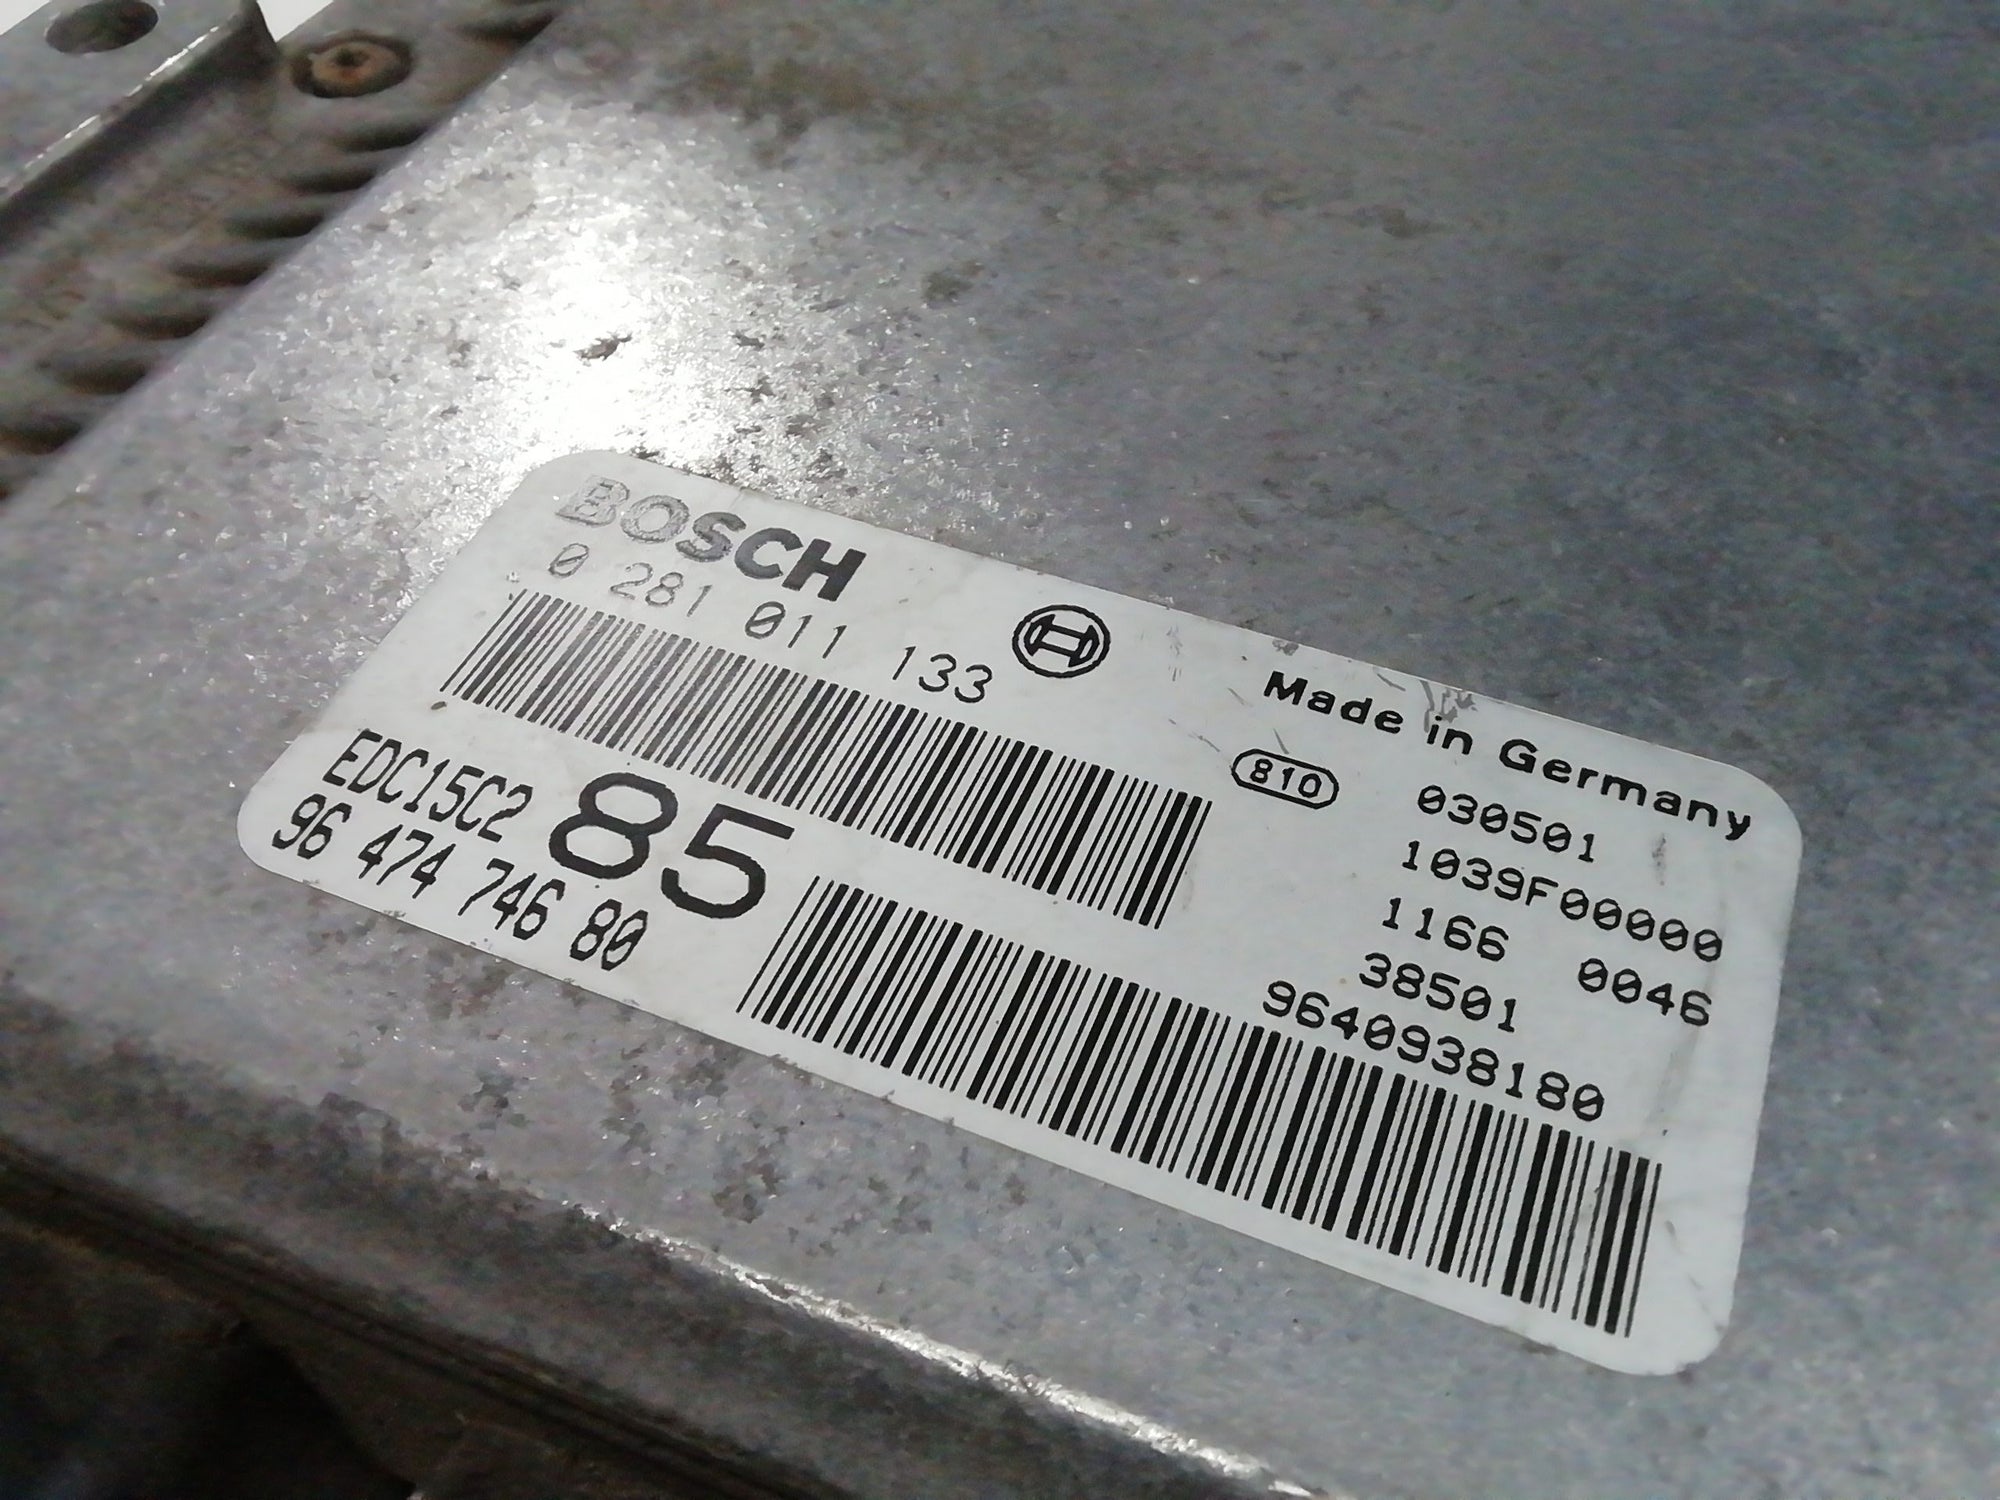 BOSCH
0 281 011 133
Made in Germany
810
030501
1039F00000
1166 0046
38501
9640938180
EDC15C2
85
96 474 746 80